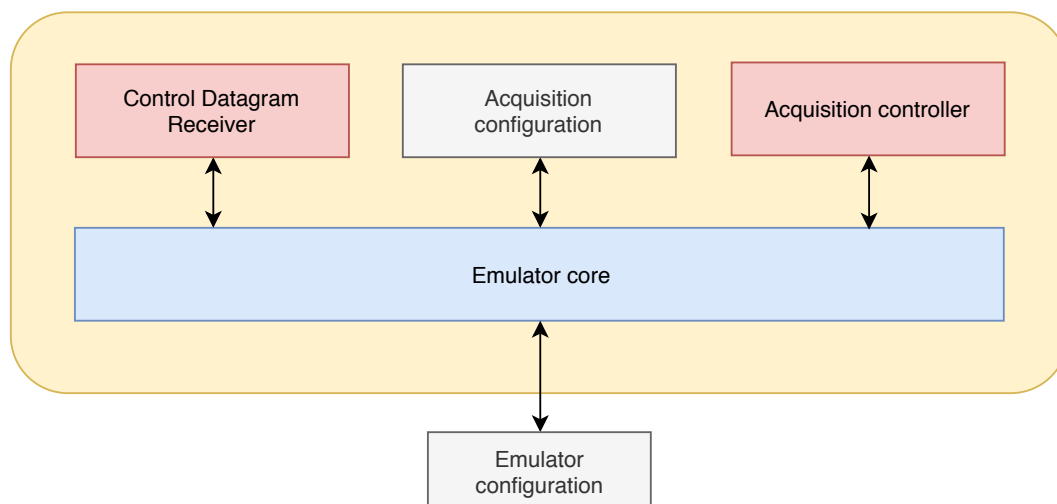 Control Datagram
Receiver
Acquisition
configuration
Acquisition controller
Emulator core
Emulator
configuration